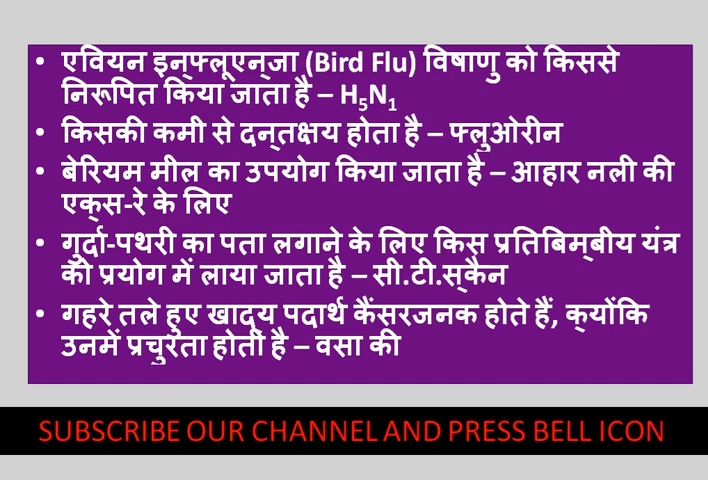 • एवियन इन्फ्लूएन्जा (Bird Flu) विषाणु को किससे
निरूपित किया जाता है – H₅N₁
• किसकी कमी से दन्तक्षय होता है – फ्लुओरीन
• बेरियम मील का उपयोग किया जाता है – आहार नली की
एक्स-रे के लिए
• गुर्दा-पथरी का पता लगाने के लिए किस प्रतिबिम्बीय यंत्र
को प्रयोग में लाया जाता है – सी.टी.स्कैन
• गहरे तले हुए खाद्य पदार्थ कैंसरजनक होते हैं, क्योंकि
उनमें प्रचुरता होती है – वसा की
SUBSCRIBE OUR CHANNEL AND PRESS BELL ICON